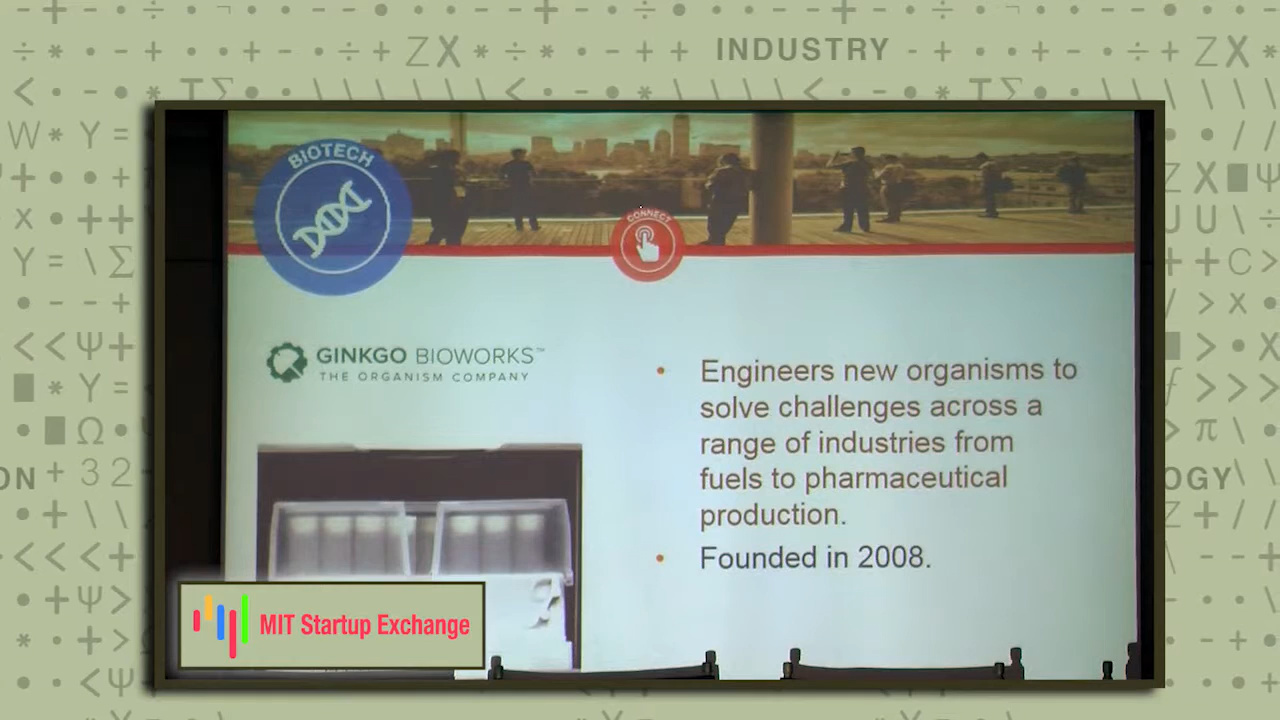 INDUSTRY
BIOTECH
CONNECT
GINKGO BIOWORKS™
THE ORGANISM COMPANY
• Engineers new organisms to
solve challenges across a
range of industries from
fuels to pharmaceutical
production.
• Founded in 2008.
MIT Startup Exchange